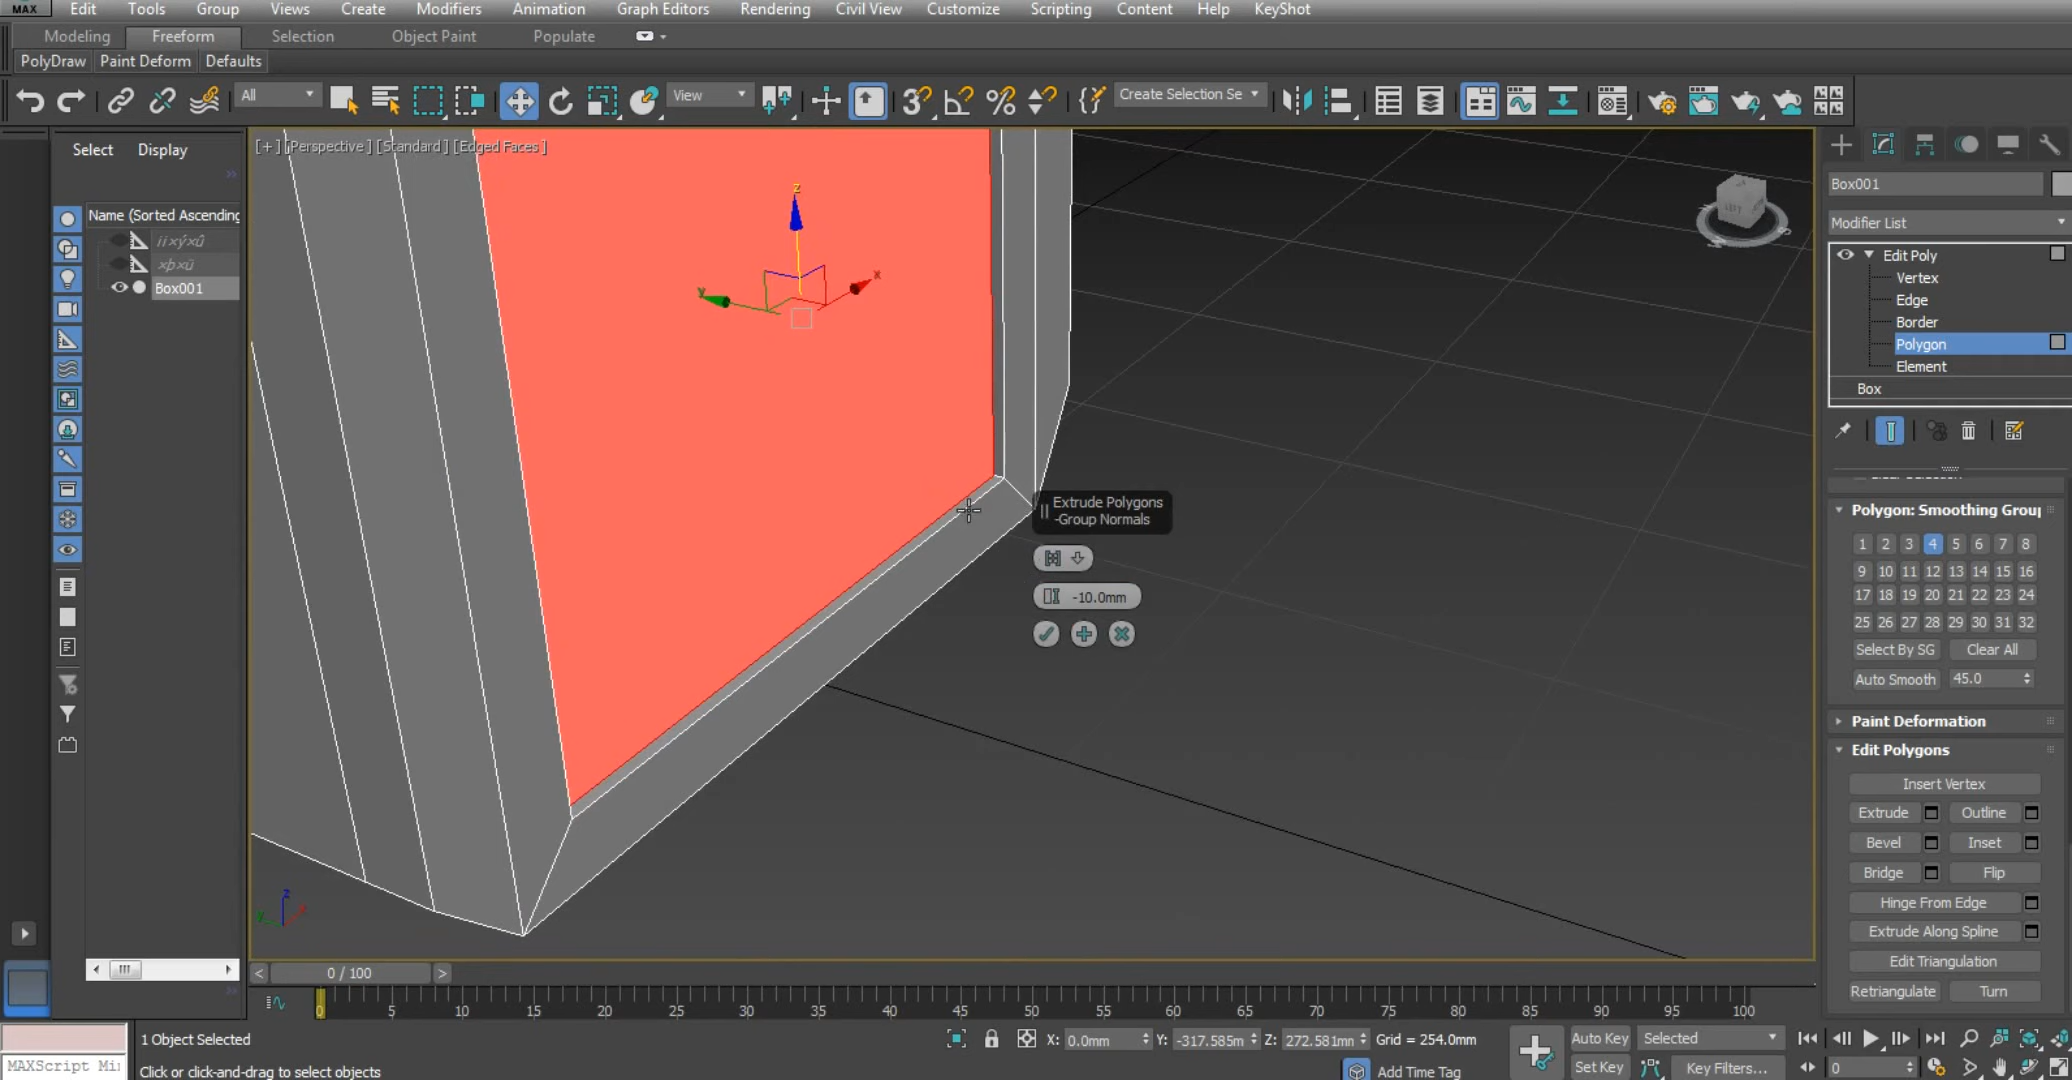 MAX Edit Tools Group Views Create Modifiers Animation Graph Editors Rendering Civil View Customize Scripting Content Help KeyShot
Modeling Freeform Selection Object Paint Populate
PolyDraw Paint Deform Defaults
All View Create Selection Se
Select Display
[+] [Perspective] [Standard] [Edged Faces]
Name (Sorted Ascending
Box001
z
x
y
Box001
Modifier List
Edit Poly
Vertex
Edge
Border
Polygon
Element
Box
Extrude Polygons
-Group Normals
-10.0mm
Polygon: Smoothing Grou
1 2 3 4 5 6 7 8
9 10 11 12 13 14 15 16
17 18 19 20 21 22 23 24
25 26 27 28 29 30 31 32
Select By SG Clear All
Auto Smooth 45.0
Paint Deformation
Edit Polygons
Insert Vertex
Extrude Outline
Bevel Inset
Bridge Flip
Hinge From Edge
Extrude Along Spline
Edit Triangulation
Retriangulate Turn
z
< 0 / 100 >
0 5 10 15 20 25 30 35 40 45 50 55 60 65 70 75 80 85 90 95 100
1 Object Selected X: 0.0mm Y: -317.585m Z: 272.581mn Grid = 254.0mm Auto Key Selected
MAXScript Mi Click or click-and-drag to select objects Add Time Tag Set Key Key Filters... 0